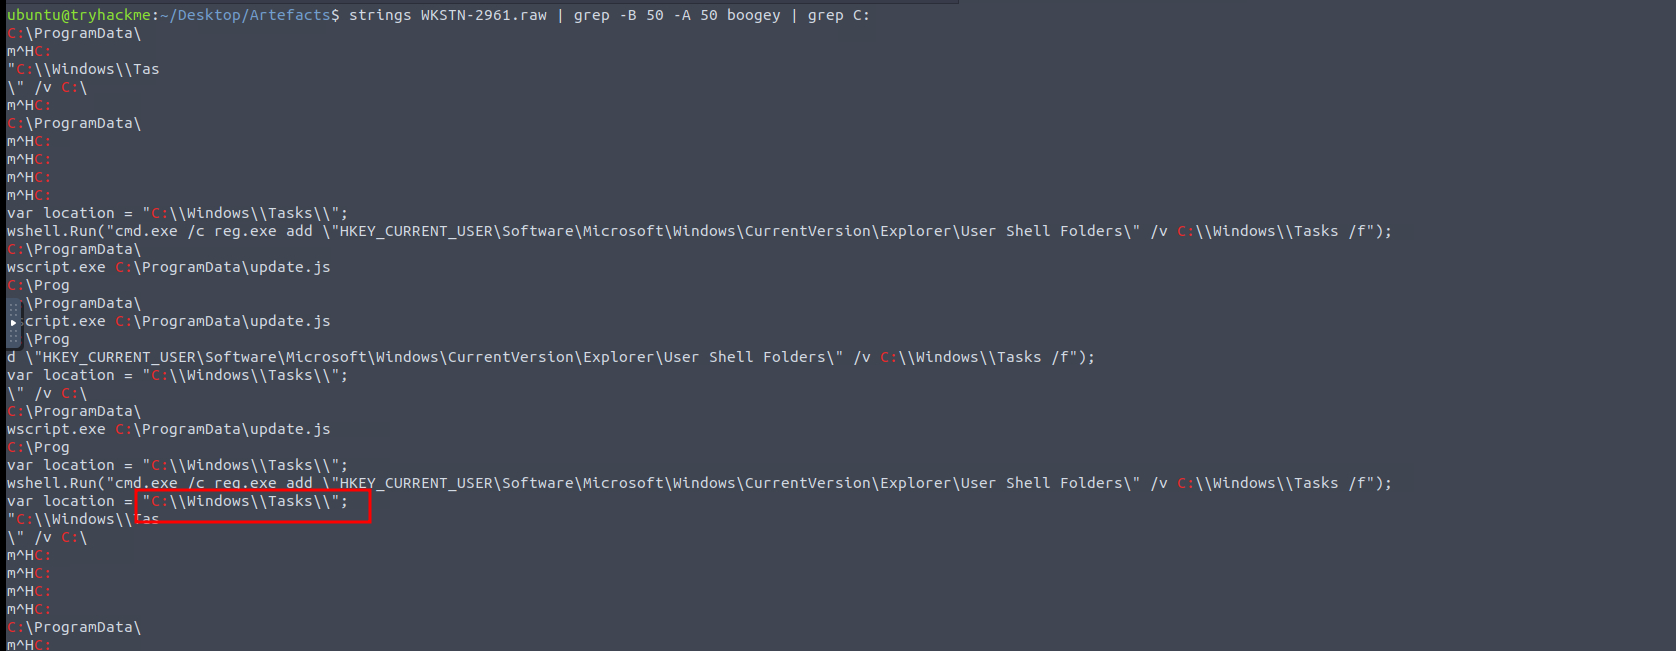 ubuntu@tryhackme:~/Desktop/Artefacts$ strings WKSTN-2961.raw | grep -B 50 -A 50 boogey | grep C:
C:\ProgramData\
m^HC:
"C:\\Windows\\Tas
\" /v C:\
m^HC:
C:\ProgramData\
m^HC:
m^HC:
m^HC:
m^HC:
var location = "C:\\Windows\\Tasks\\";
wshell.Run("cmd.exe /c reg.exe add \"HKEY_CURRENT_USER\Software\Microsoft\Windows\CurrentVersion\Explorer\User Shell Folders\" /v C:\\Windows\\Tasks /f");
C:\ProgramData\
wscript.exe C:\ProgramData\update.js
C:\Prog
:\ProgramData\
cript.exe C:\ProgramData\update.js
\Prog
d \"HKEY_CURRENT_USER\Software\Microsoft\Windows\CurrentVersion\Explorer\User Shell Folders\" /v C:\\Windows\\Tasks /f");
var location = "C:\\Windows\\Tasks\\";
\" /v C:\
C:\ProgramData\
wscript.exe C:\ProgramData\update.js
C:\Prog
var location = "C:\\Windows\\Tasks\\";
wshell.Run("cmd.exe /c reg.exe add \"HKEY_CURRENT_USER\Software\Microsoft\Windows\CurrentVersion\Explorer\User Shell Folders\" /v C:\\Windows\\Tasks /f");
var location = "C:\\Windows\\Tasks\\";
"C:\\Windows\\Tas
\" /v C:\
m^HC:
m^HC:
m^HC:
m^HC:
C:\ProgramData\
m^HC: